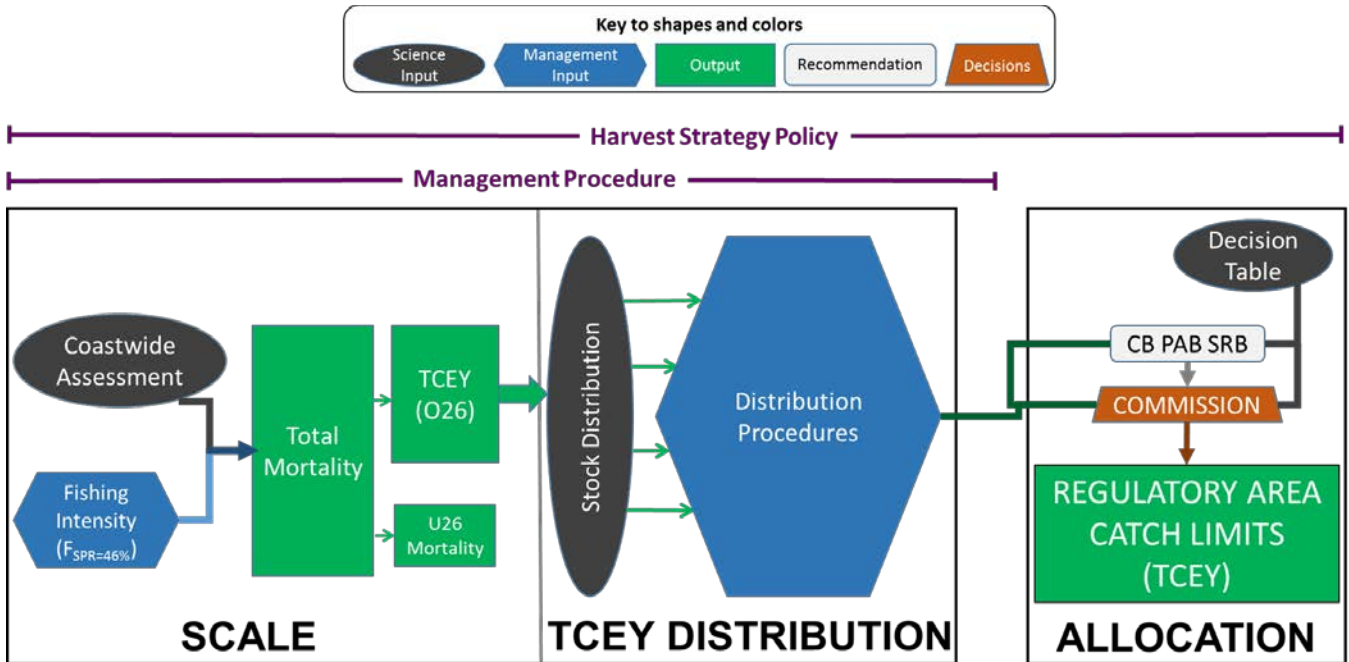 Key to shapes and colors
Science
Input
Management
Input
Output
Recommendation
Decisions
Harvest Strategy Policy
Management Procedure
Coastwide
Assessment
Fishing
Intensity
(FSPR=46%)
Total
Mortality
TCEY
(O26)
U26
Mortality
SCALE
Stock Distribution
Distribution
Procedures
TCEY DISTRIBUTION
Decision
Table
CB PAB SRB
COMMISSION
REGULATORY AREA
CATCH LIMITS
(TCEY)
ALLOCATION